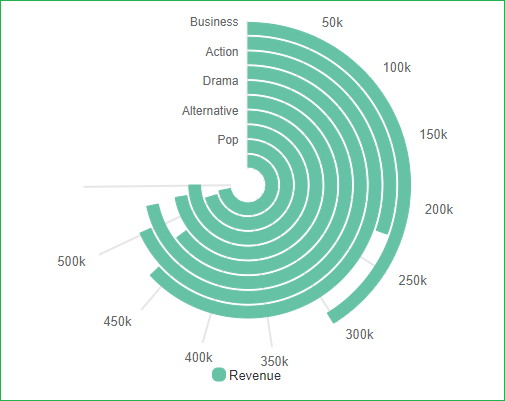 Business
Action
Drama
Alternative
Pop
50k
100k
150k
200k
250k
300k
350k
400k
450k
500k
Revenue